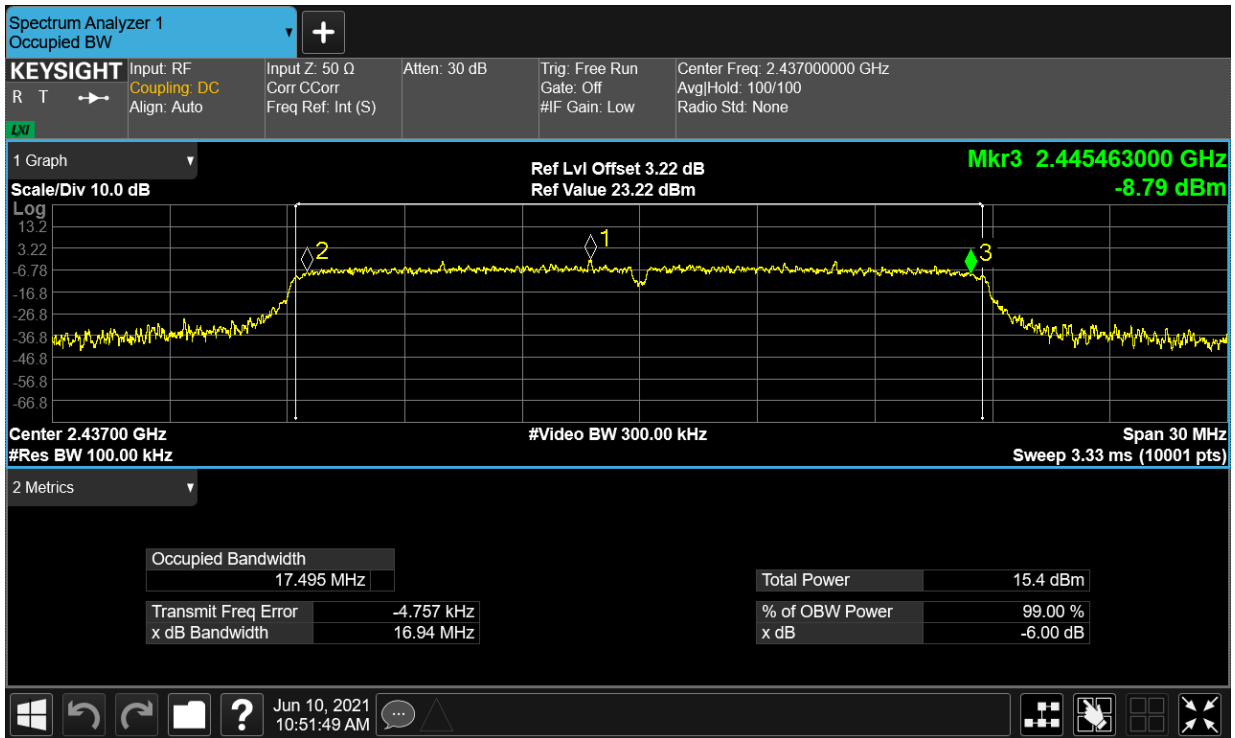 Spectrum Analyzer 1
Occupied BW
▼
+
KEYSIGHT
R T
LXI
Input: RF
Coupling: DC
Align: Auto
Input Z: 50 Ω
Corr CCorr
Freq Ref: Int (S)
Atten: 30 dB
Trig: Free Run
Gate: Off
#IF Gain: Low
Center Freq: 2.437000000 GHz
Avg|Hold: 100/100
Radio Std: None
1 Graph ▼
Scale/Div 10.0 dB
Ref Lvl Offset 3.22 dB
Ref Value 23.22 dBm
Mkr3 2.445463000 GHz
-8.79 dBm
Log
13.2
3.22
-6.78
-16.8
-26.8
-36.8
-46.8
-56.8
-66.8
2
1
3
Center 2.43700 GHz
#Res BW 100.00 kHz
#Video BW 300.00 kHz
Span 30 MHz
Sweep 3.33 ms (10001 pts)
2 Metrics ▼
Occupied Bandwidth
17.495 MHz
Transmit Freq Error -4.757 kHz
x dB Bandwidth 16.94 MHz
Total Power 15.4 dBm
% of OBW Power 99.00 %
x dB -6.00 dB
?
Jun 10, 2021
10:51:49 AM